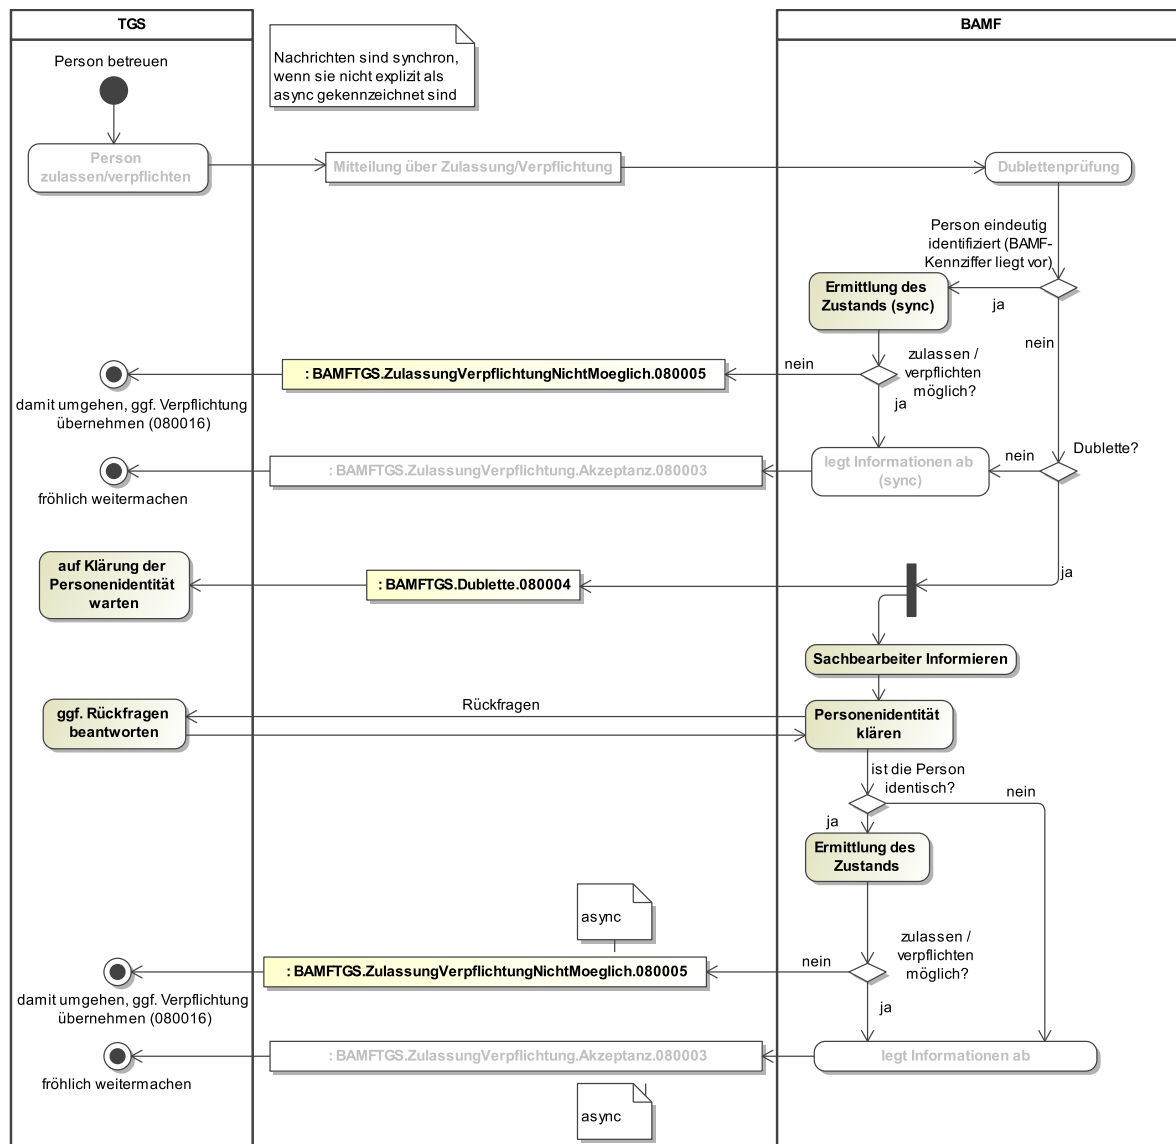 TGS
BAMF
Person betreuen
Nachrichten sind synchron,
wenn sie nicht explizit als
async gekennzeichnet sind
Person
zulassen/verpflichten
Mitteilung über Zulassung/Verpflichtung
Dublettenprüfung
Person eindeutig
identifiziert (BAMF-
Kennziffer liegt vor)
Ermittlung des
Zustands (sync)
ja
nein
zulassen /
verpflichten
möglich?
nein
: BAMFTGS.ZulassungVerpflichtungNichtMoeglich.080005
damit umgehen, ggf. Verpflichtung
übernehmen (080016)
ja
Dublette?
nein
legt Informationen ab
(sync)
: BAMFTGS.ZulassungVerpflichtung.Akzeptanz.080003
fröhlich weitermachen
auf Klärung der
Personenidentität
warten
: BAMFTGS.Dublette.080004
ja
Sachbearbeiter Informieren
ggf. Rückfragen
beantworten
Rückfragen
Personenidentität
klären
ist die Person
identisch?
nein
ja
Ermittlung des
Zustands
async
zulassen /
verpflichten
möglich?
nein
: BAMFTGS.ZulassungVerpflichtungNichtMoeglich.080005
damit umgehen, ggf. Verpflichtung
übernehmen (080016)
ja
legt Informationen ab
: BAMFTGS.ZulassungVerpflichtung.Akzeptanz.080003
fröhlich weitermachen
async